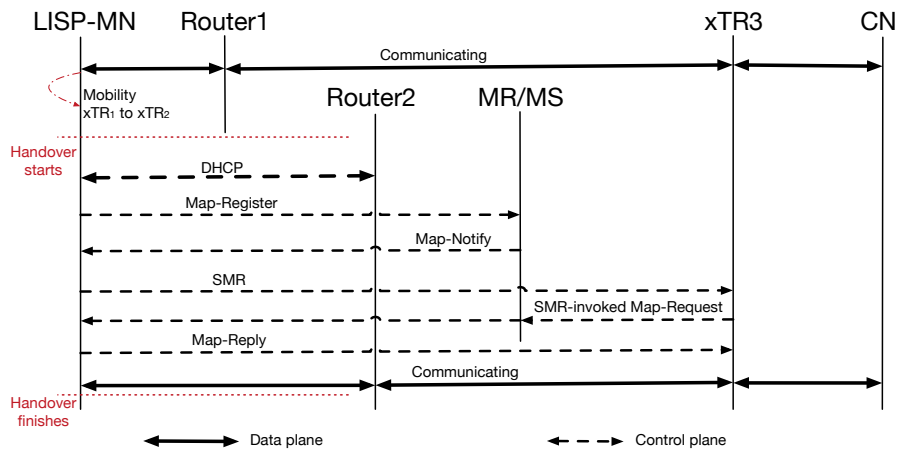 LISP-MN Router1 xTR3 CN
Communicating
Mobility
xTR1 to xTR2
Router2 MR/MS
Handover
starts
DHCP
Map-Register
Map-Notify
SMR
SMR-invoked Map-Request
Map-Reply
Communicating
Handover
finishes
Data plane Control plane